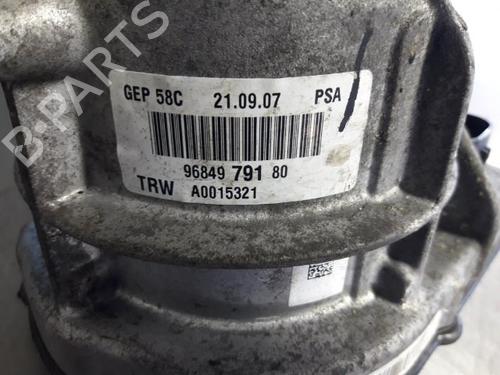 B-PARTS
GEP 58C 21.09.07 PSA
96849 791 80
TRW A0015321